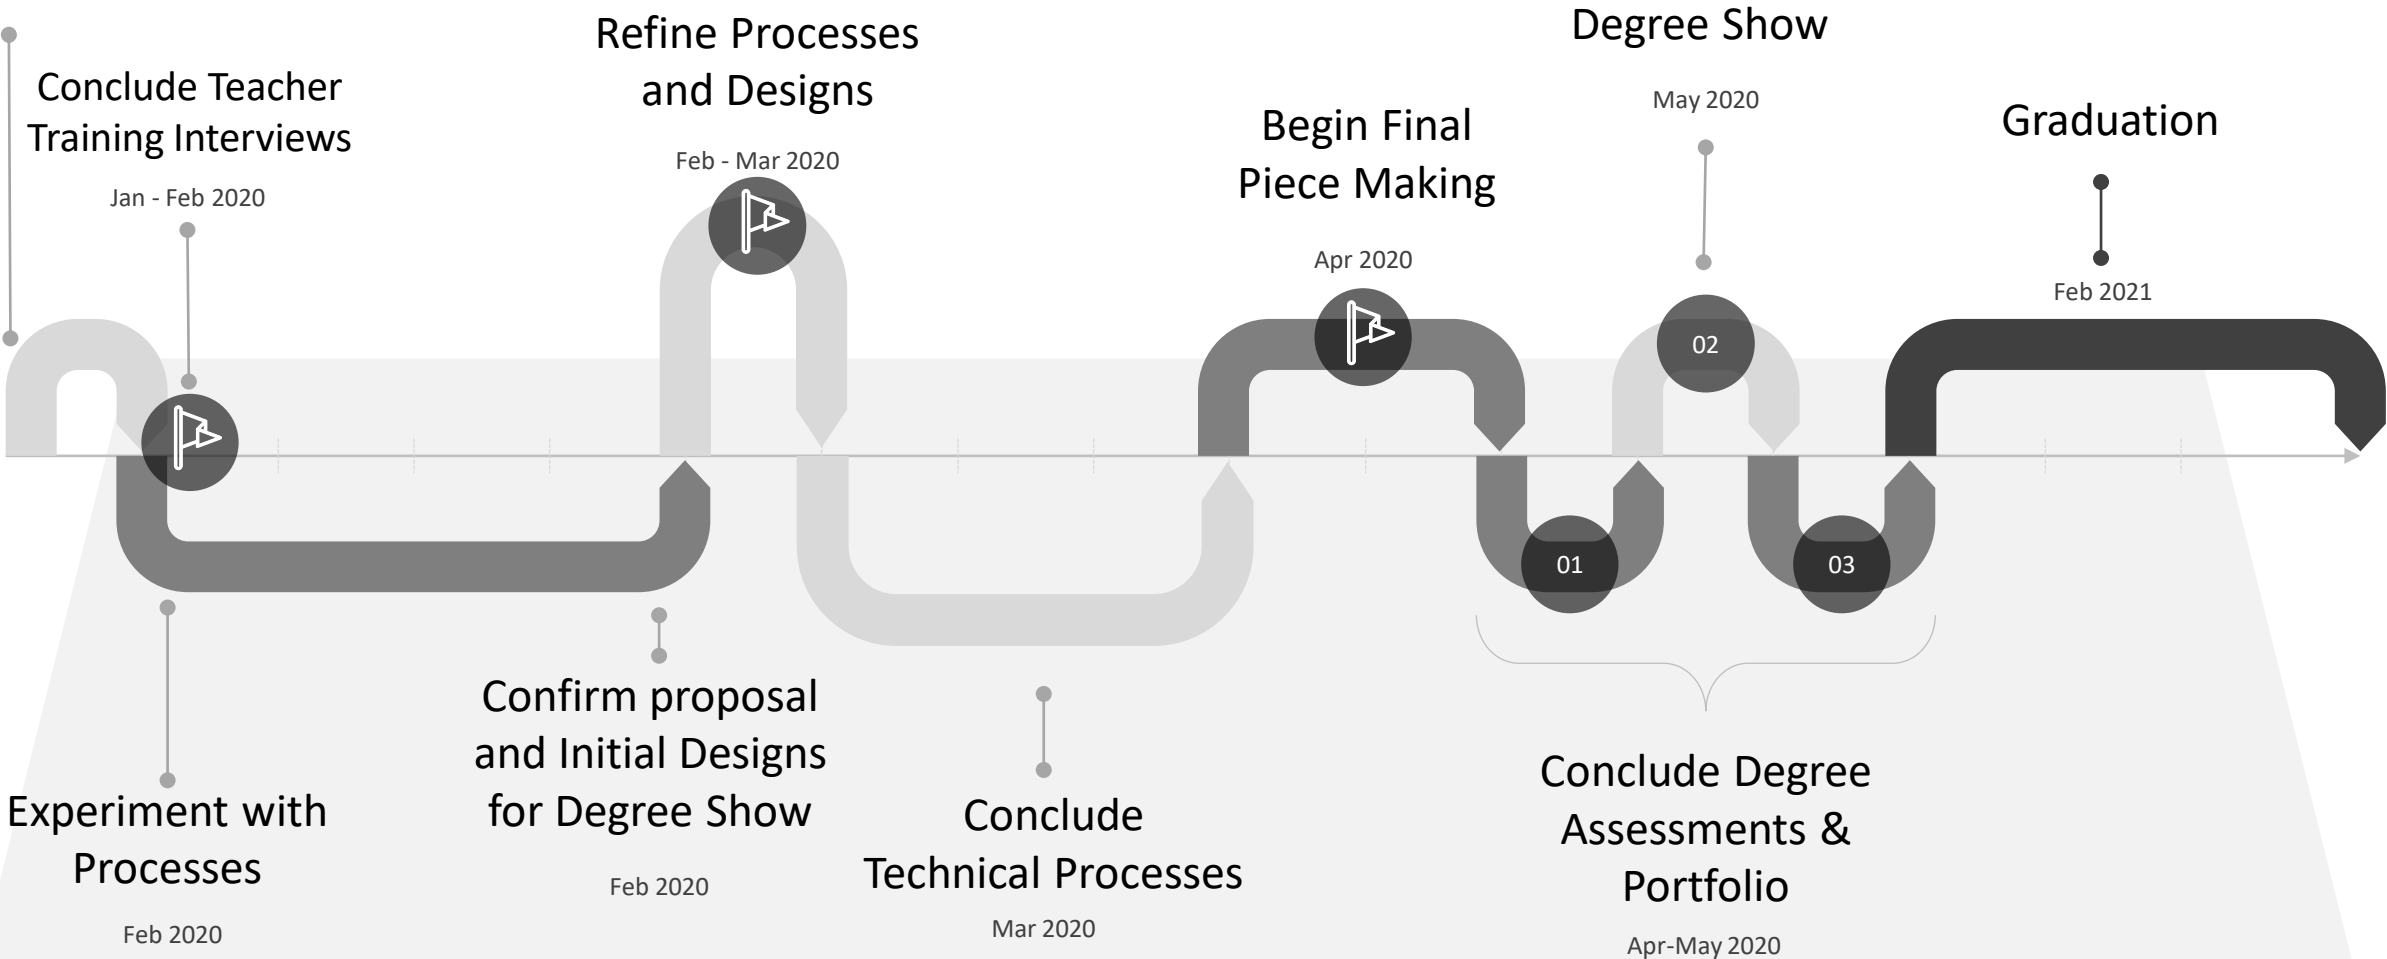 Conclude Teacher
Training Interviews
Jan - Feb 2020
Refine Processes
and Designs
Feb - Mar 2020
Begin Final
Piece Making
Apr 2020
Degree Show
May 2020
Graduation
Feb 2021
02
01
03
Experiment with
Processes
Feb 2020
Confirm proposal
and Initial Designs
for Degree Show
Feb 2020
Conclude
Technical Processes
Mar 2020
Conclude Degree
Assessments &
Portfolio
Apr-May 2020